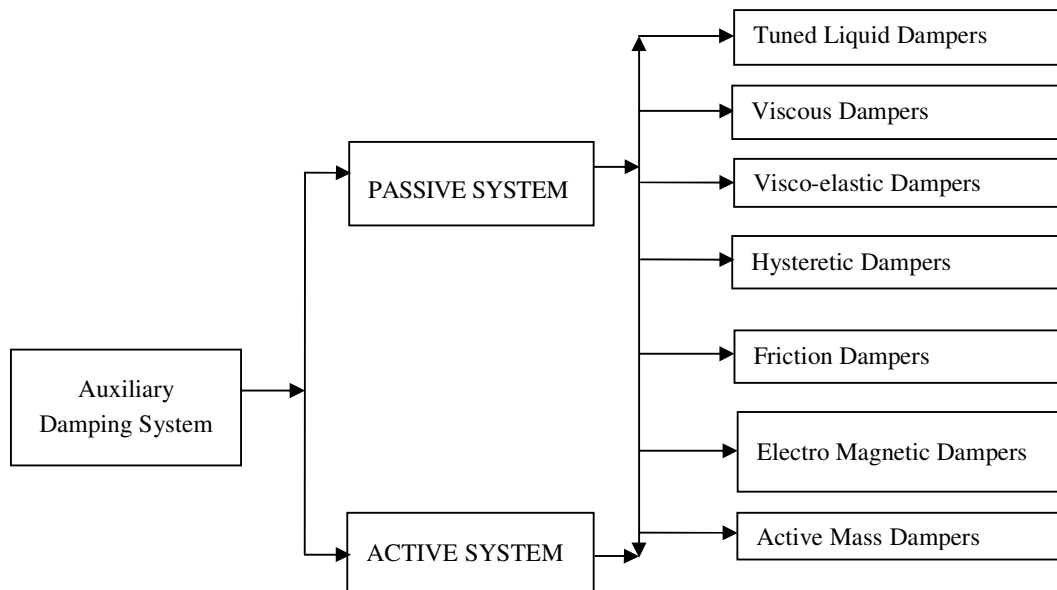 Auxiliary
Damping System
PASSIVE SYSTEM
ACTIVE SYSTEM
Tuned Liquid Dampers
Viscous Dampers
Visco-elastic Dampers
Hysteretic Dampers
Friction Dampers
Electro Magnetic Dampers
Active Mass Dampers